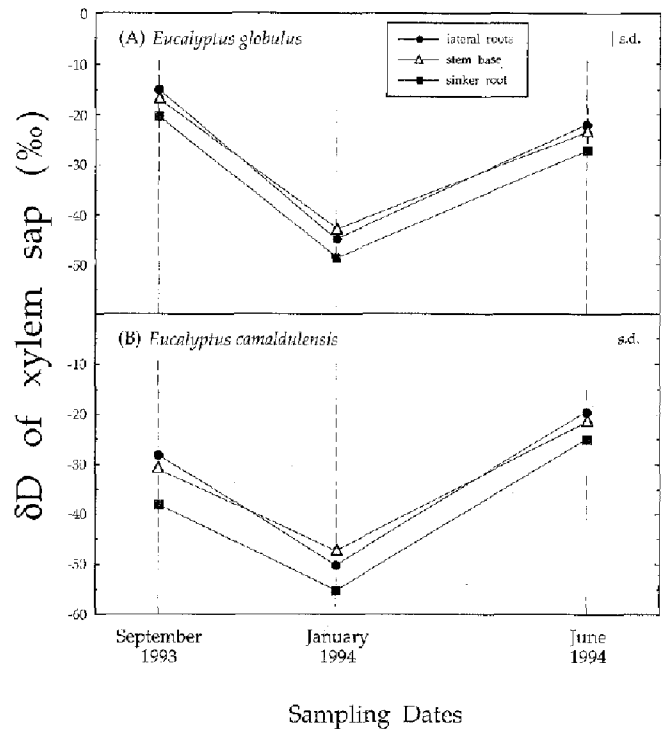 0
(A) Eucalyptus globulus
lateral roots
stem base
sinker root
s.d.
-10
-20
-30
-40
-50
(B) Eucalyptus camaldulensis
s.d.
-10
-20
-30
-40
-50
-60
δD of xylem sap (‰)
September
1993
January
1994
June
1994
Sampling Dates